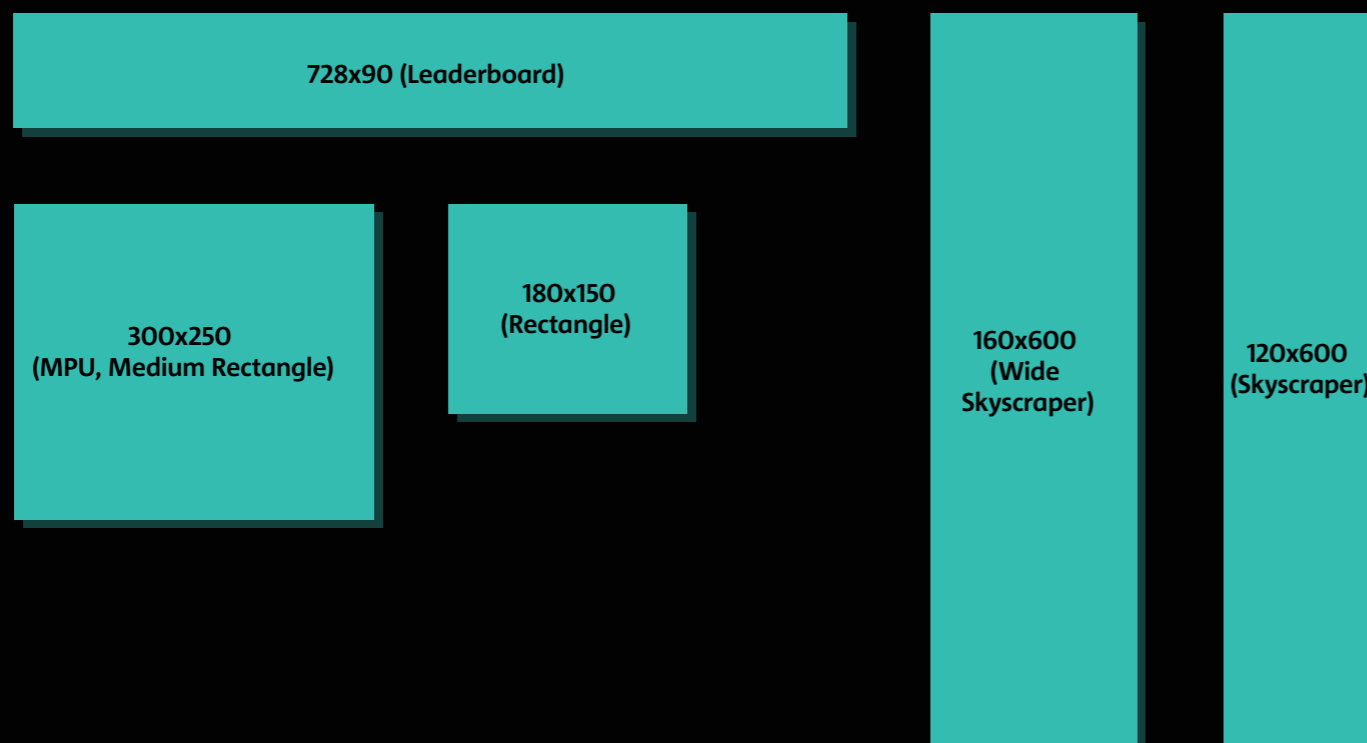 728x90 (Leaderboard)
300x250
(MPU, Medium Rectangle)
180x150
(Rectangle)
160x600
(Wide
Skyscraper)
120x600
(Skyscraper)